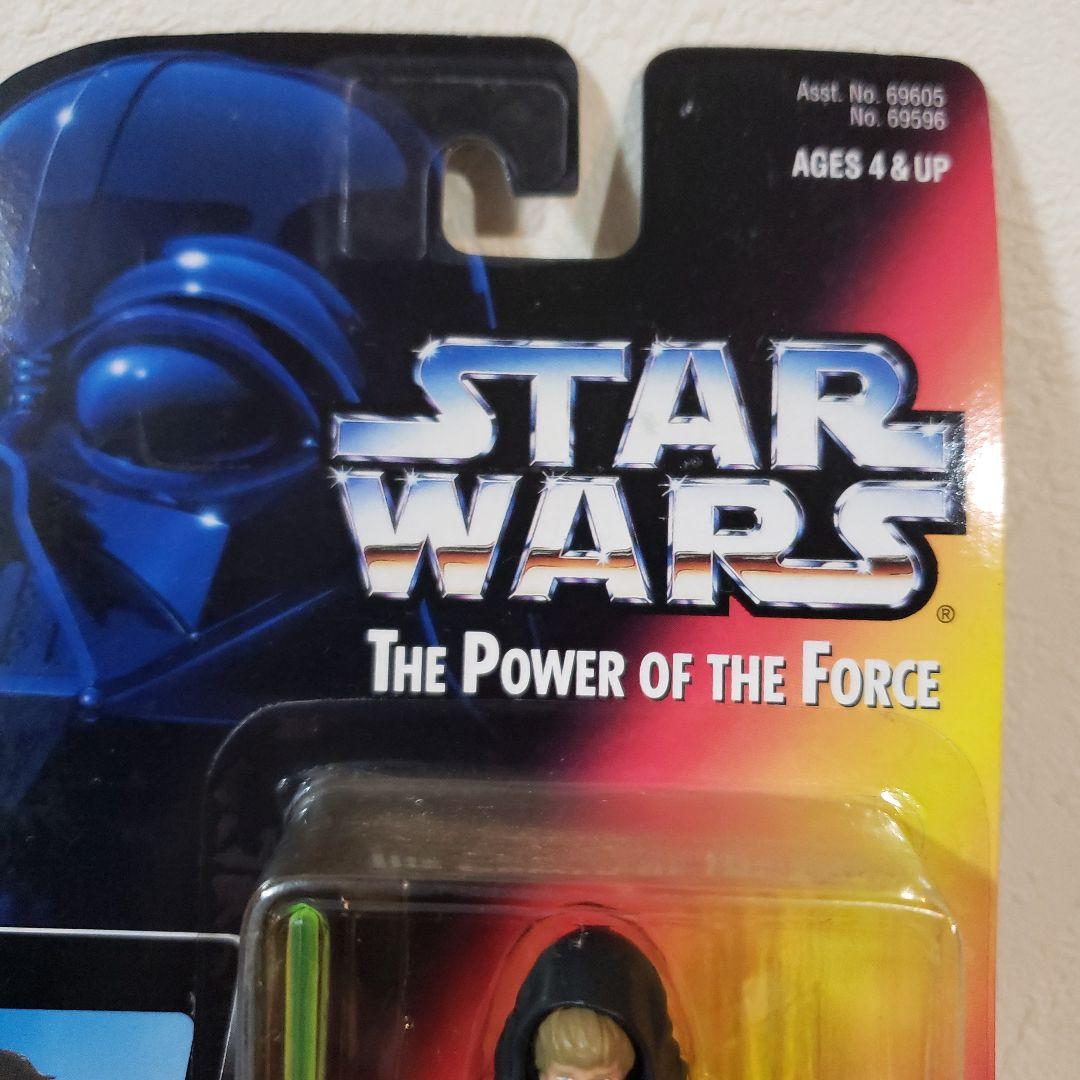 Asst. No. 69605
No. 69596
AGES 4 & UP
STAR
WARS
®
THE POWER OF THE FORCE